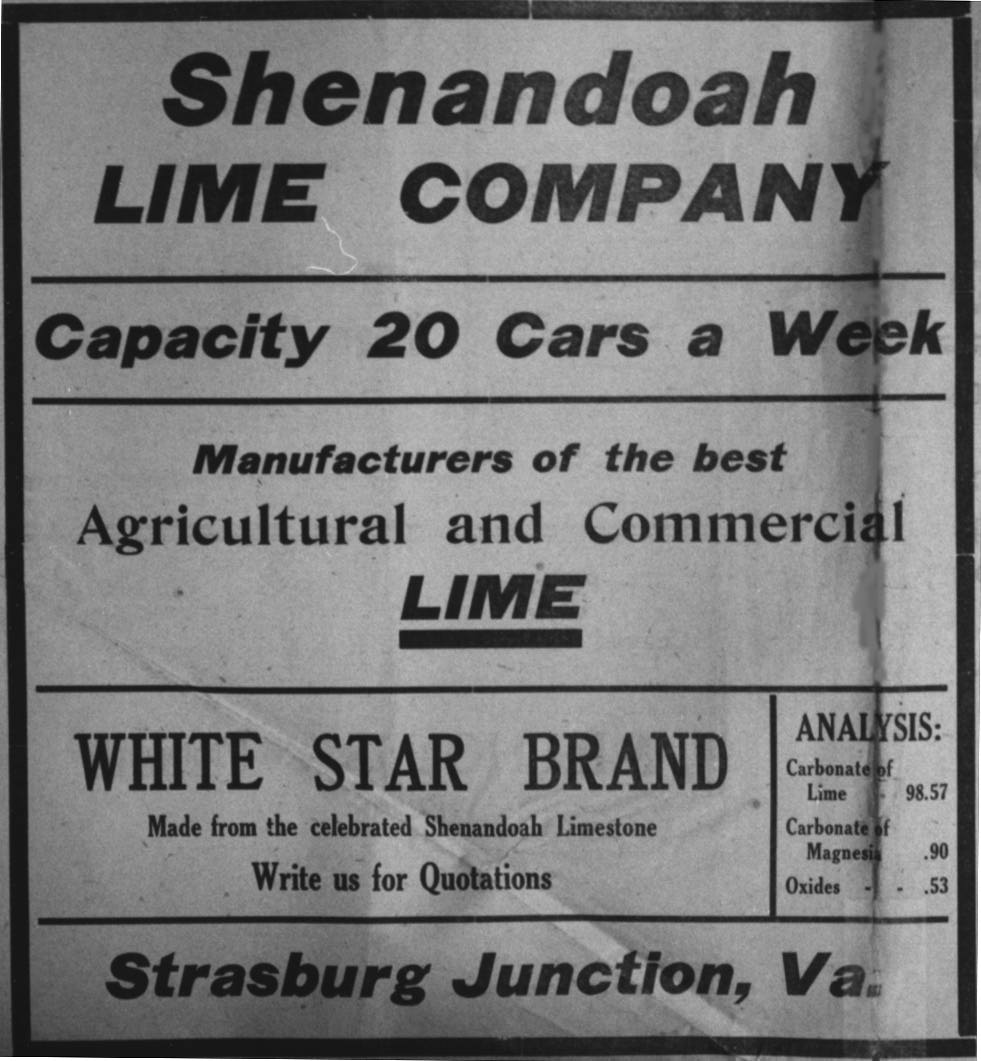 Shenandoah
LIME COMPANY
Capacity 20 Cars a Week
Manufacturers of the best
Agricultural and Commercial
LIME
WHITE STAR BRAND
Made from the celebrated Shenandoah Limestone
Write us for Quotations
ANALYSIS:
Carbonate of
Lime - 98.57
Carbonate of
Magnesia .90
Oxides - - .53
Strasburg Junction, Va.